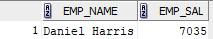 EMP_NAME EMP_SAL
1 Daniel Harris 7035